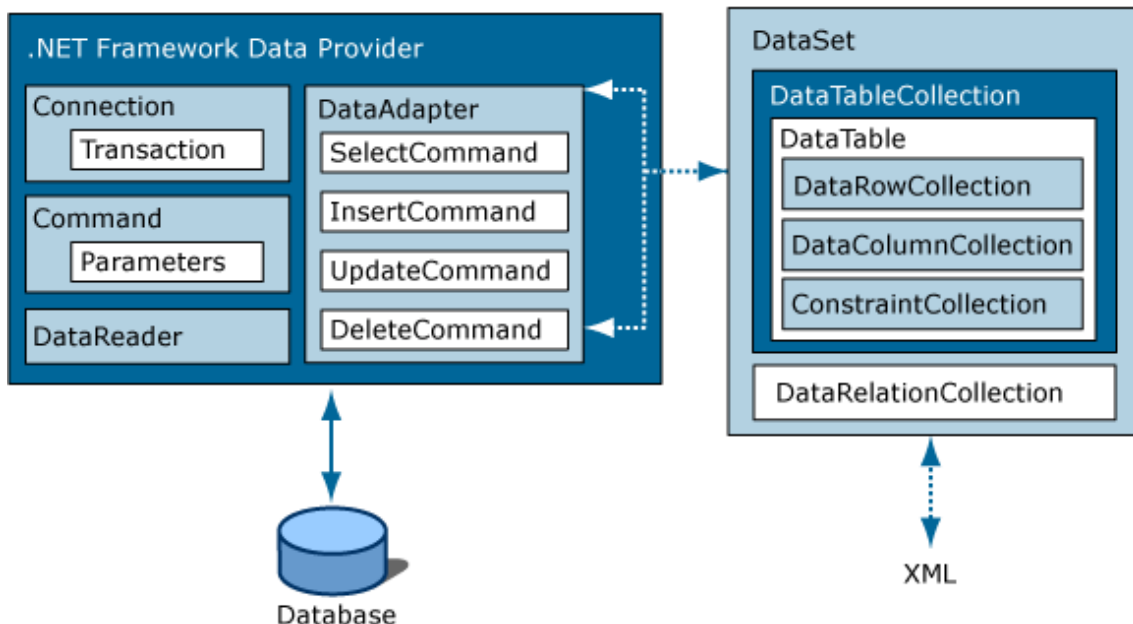 .NET Framework Data Provider
Connection
Transaction
Command
Parameters
DataReader
DataAdapter
SelectCommand
InsertCommand
UpdateCommand
DeleteCommand
Database
DataSet
DataTableCollection
DataTable
DataRowCollection
DataColumnCollection
ConstraintCollection
DataRelationCollection
XML